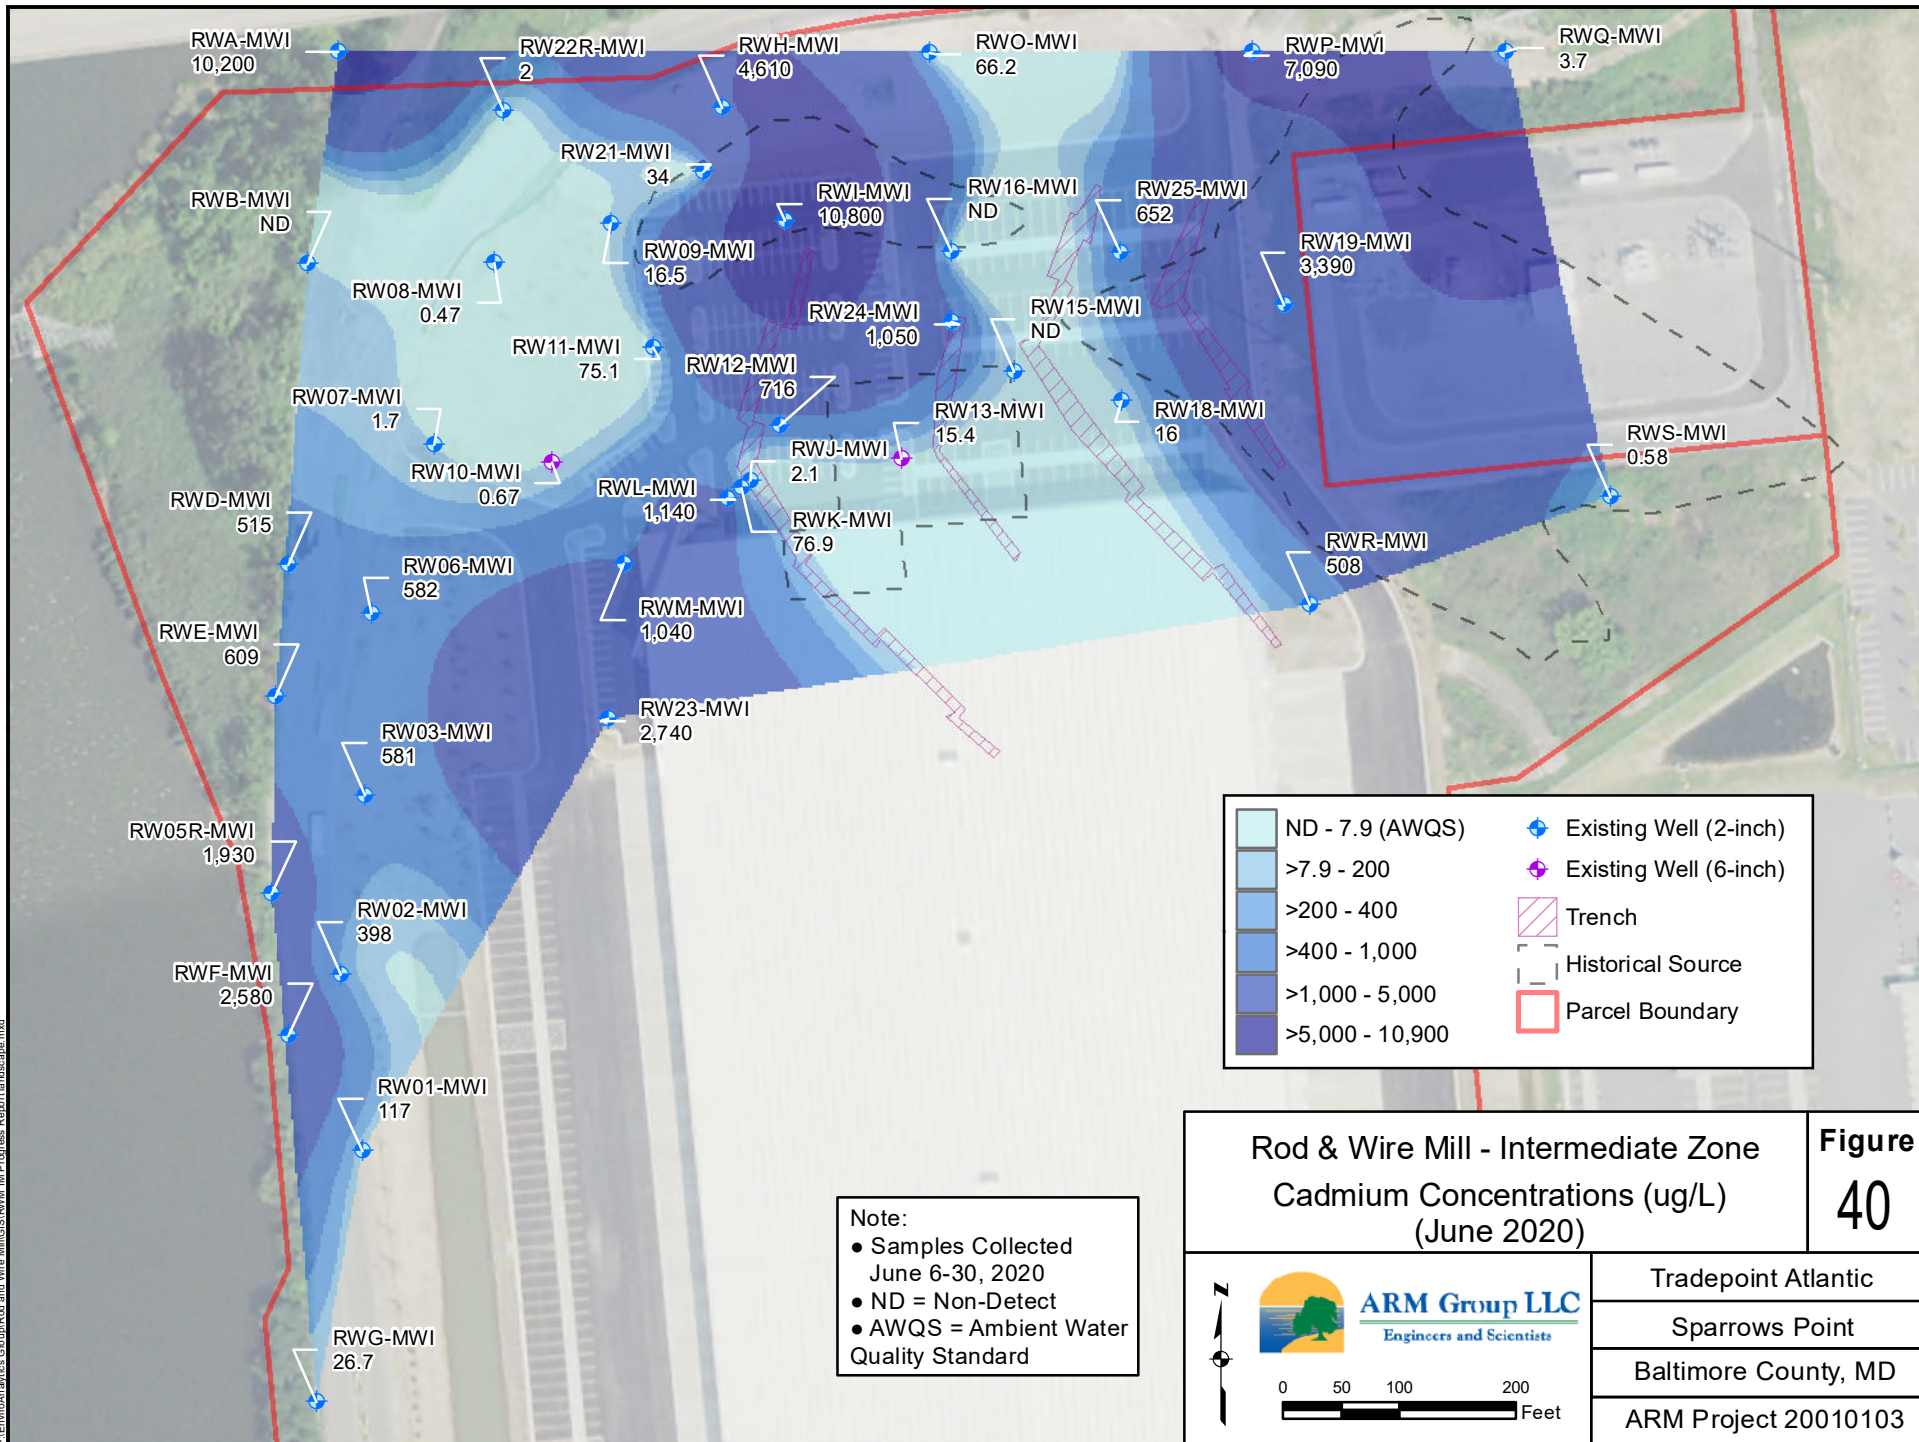 RWA-MWI
10,200
RW22R-MWI
2
RWH-MWI
4,610
RWO-MWI
66.2
RWP-MWI
7,090
RWQ-MWI
3.7
RW21-MWI
34
RWB-MWI
ND
RWI-MWI
10,800
RW16-MWI
ND
RW25-MWI
652
RW09-MWI
16.5
RW19-MWI
3,390
RW08-MWI
0.47
RW24-MWI
1,050
RW15-MWI
ND
RW11-MWI
75.1
RW12-MWI
716
RW07-MWI
1.7
RW13-MWI
15.4
RW18-MWI
16
RWS-MWI
0.58
RW10-MWI
0.67
RWJ-MWI
2.1
RWL-MWI
1,140
RWD-MWI
515
RWK-MWI
76.9
RWR-MWI
508
RW06-MWI
582
RWM-MWI
1,040
RWE-MWI
609
RW23-MWI
2,740
RW03-MWI
581
RW05R-MWI
1,930
RW02-MWI
398
RWF-MWI
2,580
RW01-MWI
117
RWG-MWI
26.7
ND - 7.9 (AWQS)
>7.9 - 200
>200 - 400
>400 - 1,000
>1,000 - 5,000
>5,000 - 10,900
Existing Well (2-inch)
Existing Well (6-inch)
Trench
Historical Source
Parcel Boundary
Note:
● Samples Collected
June 6-30, 2020
● ND = Non-Detect
● AWQS = Ambient Water
Quality Standard
Rod & Wire Mill - Intermediate Zone
Cadmium Concentrations (ug/L)
(June 2020)
Figure
40
N
ARM Group LLC
Engineers and Scientists
0 50 100 200
Feet
Tradepoint Atlantic
Sparrows Point
Baltimore County, MD
ARM Project 20010103